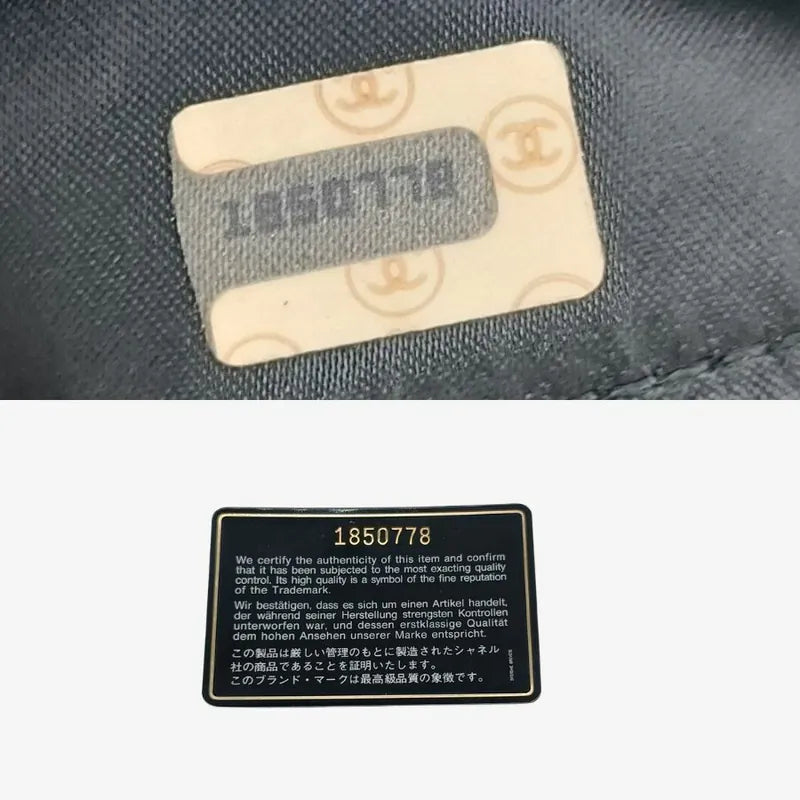 1850778
1850778
We certify the authenticity of this item and confirm
that it has been subjected to the most exacting quality
control. Its high quality is a symbol of the fine reputation
of the Trademark.
Wir bestätigen, dass es sich um einen Artikel handelt,
der während seiner Herstellung strengsten Kontrollen
unterworfen war, und dessen erstklassige Qualität
dem hohen Ansehen unserer Marke entspricht.
この製品は厳しい管理のもとに製造されたシャネル
社の商品であることを証明いたします。
このブランド・マークは最高級品質の象徴です。